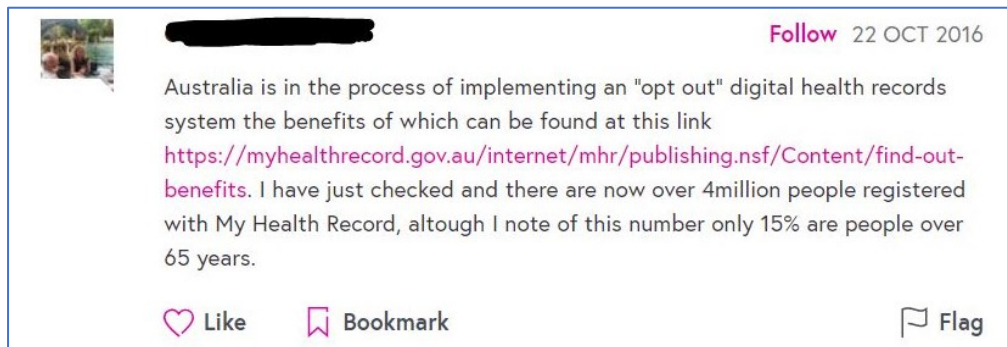 Follow 22 OCT 2016
Australia is in the process of implementing an "opt out" digital health records
system the benefits of which can be found at this link
https://myhealthrecord.gov.au/internet/mhr/publishing.nsf/Content/find-out-
benefits. I have just checked and there are now over 4million people registered
with My Health Record, altough I note of this number only 15% are people over
65 years.
Like Bookmark Flag